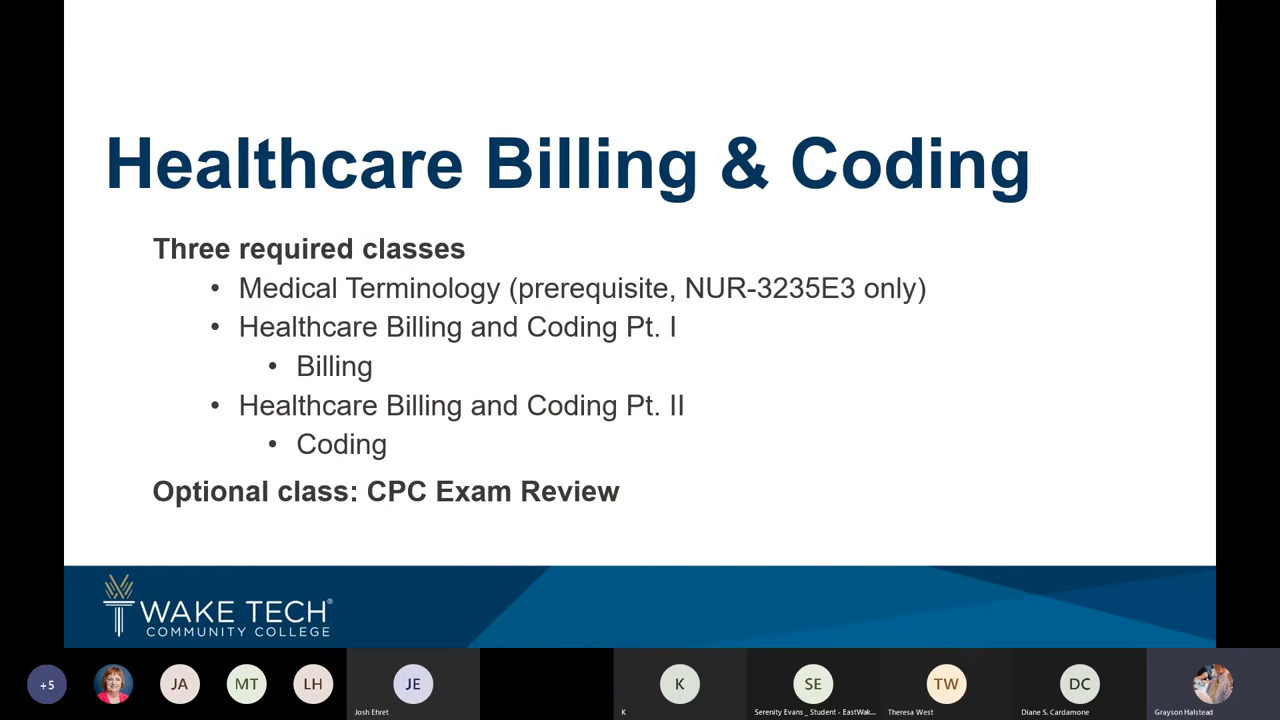 Healthcare Billing & Coding
Three required classes
• Medical Terminology (prerequisite, NUR-3235E3 only)
• Healthcare Billing and Coding Pt. I
• Billing
• Healthcare Billing and Coding Pt. II
• Coding
Optional class: CPC Exam Review
WAKE TECH®
COMMUNITY COLLEGE
+5
JA
MT
LH
JE
Josh Ehret
K
K
SE
Serenity Evans _ Student - EastWak...
TW
Theresa West
DC
Diane S. Cardamone
Grayson Halstead